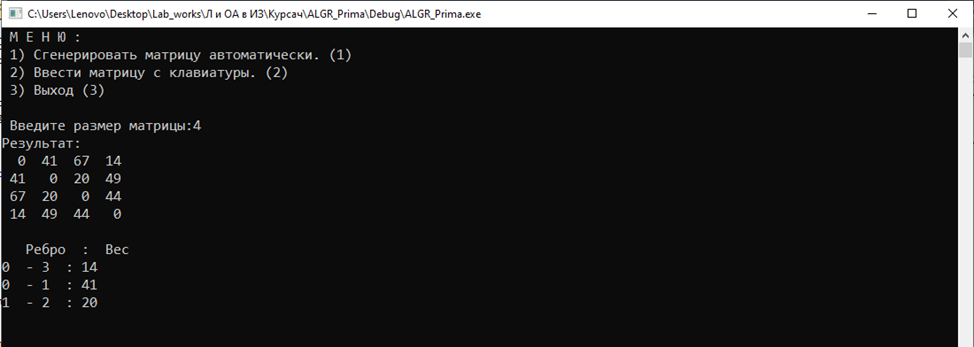 C:\Users\Lenovo\Desktop\Lab_works\Л и ОА в ИЗ\Курсач\ALGR_Prima\Debug\ALGR_Prima.exe
М Е Н Ю :
1) Сгенерировать матрицу автоматически. (1)
2) Ввести матрицу с клавиатуры. (2)
3) Выход (3)
Введите размер матрицы:4
Результат:
0 41 67 14
41 0 20 49
67 20 0 44
14 49 44 0
Ребро : Вес
0 - 3 : 14
0 - 1 : 41
1 - 2 : 20